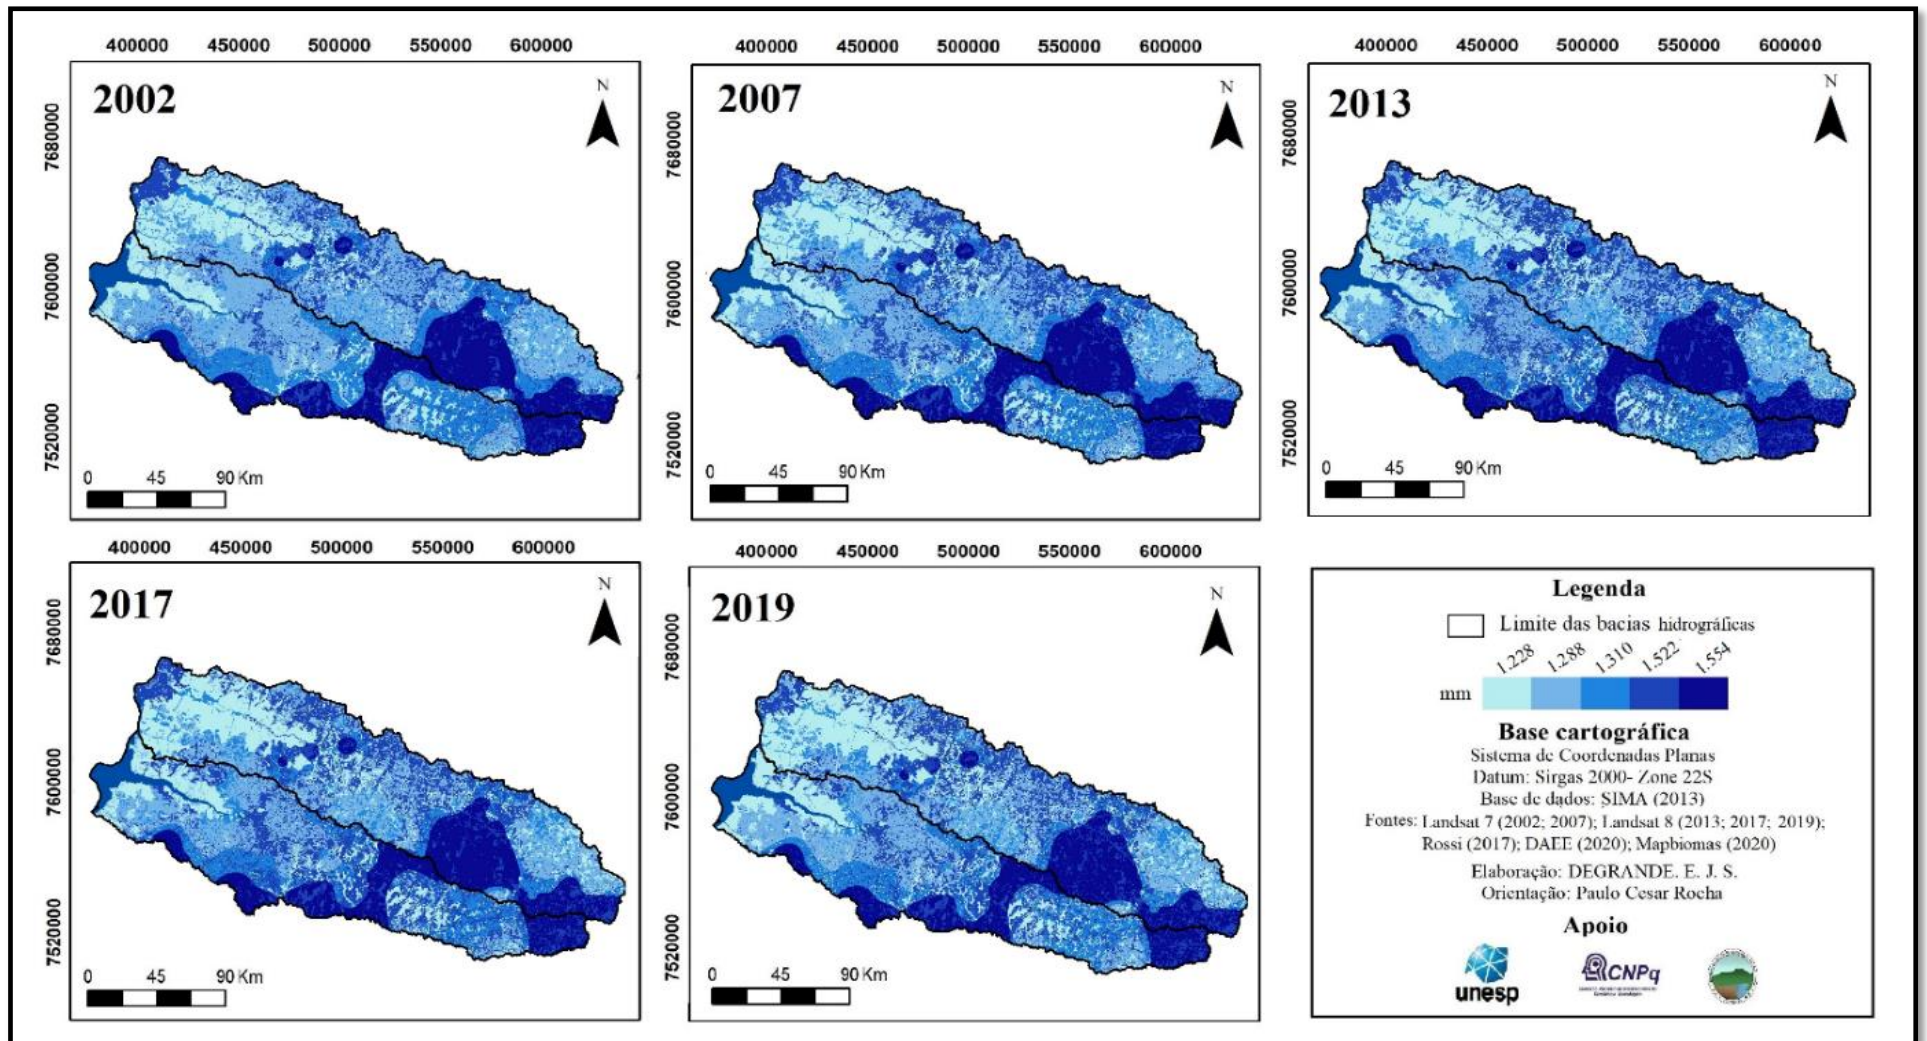 400000 450000 500000 550000 600000
2002
N
7680000
7600000
7520000
0 45 90 Km
400000 450000 500000 550000 600000
2007
N
7680000
7600000
7520000
0 45 90 Km
400000 450000 500000 550000 600000
2013
N
7680000
7600000
7520000
0 45 90 Km
400000 450000 500000 550000 600000
2017
N
7680000
7600000
7520000
0 45 90 Km
400000 450000 500000 550000 600000
2019
N
7680000
7600000
7520000
0 45 90 Km
Legenda
Limite das bacias hidrográficas
1.228 1.288 1.310 1.522 1.554
mm
Base cartográfica
Sistema de Coordenadas Planas
Datum: Sirgas 2000- Zone 22S
Base de dados: SIMA (2013)
Fontes: Landsat 7 (2002; 2007); Landsat 8 (2013; 2017; 2019);
Rossi (2017); DAEE (2020); Mapbiomas (2020)
Elaboração: DEGRANDE. E. J. S.
Orientação: Paulo Cesar Rocha
Apoio
unesp
CNPq